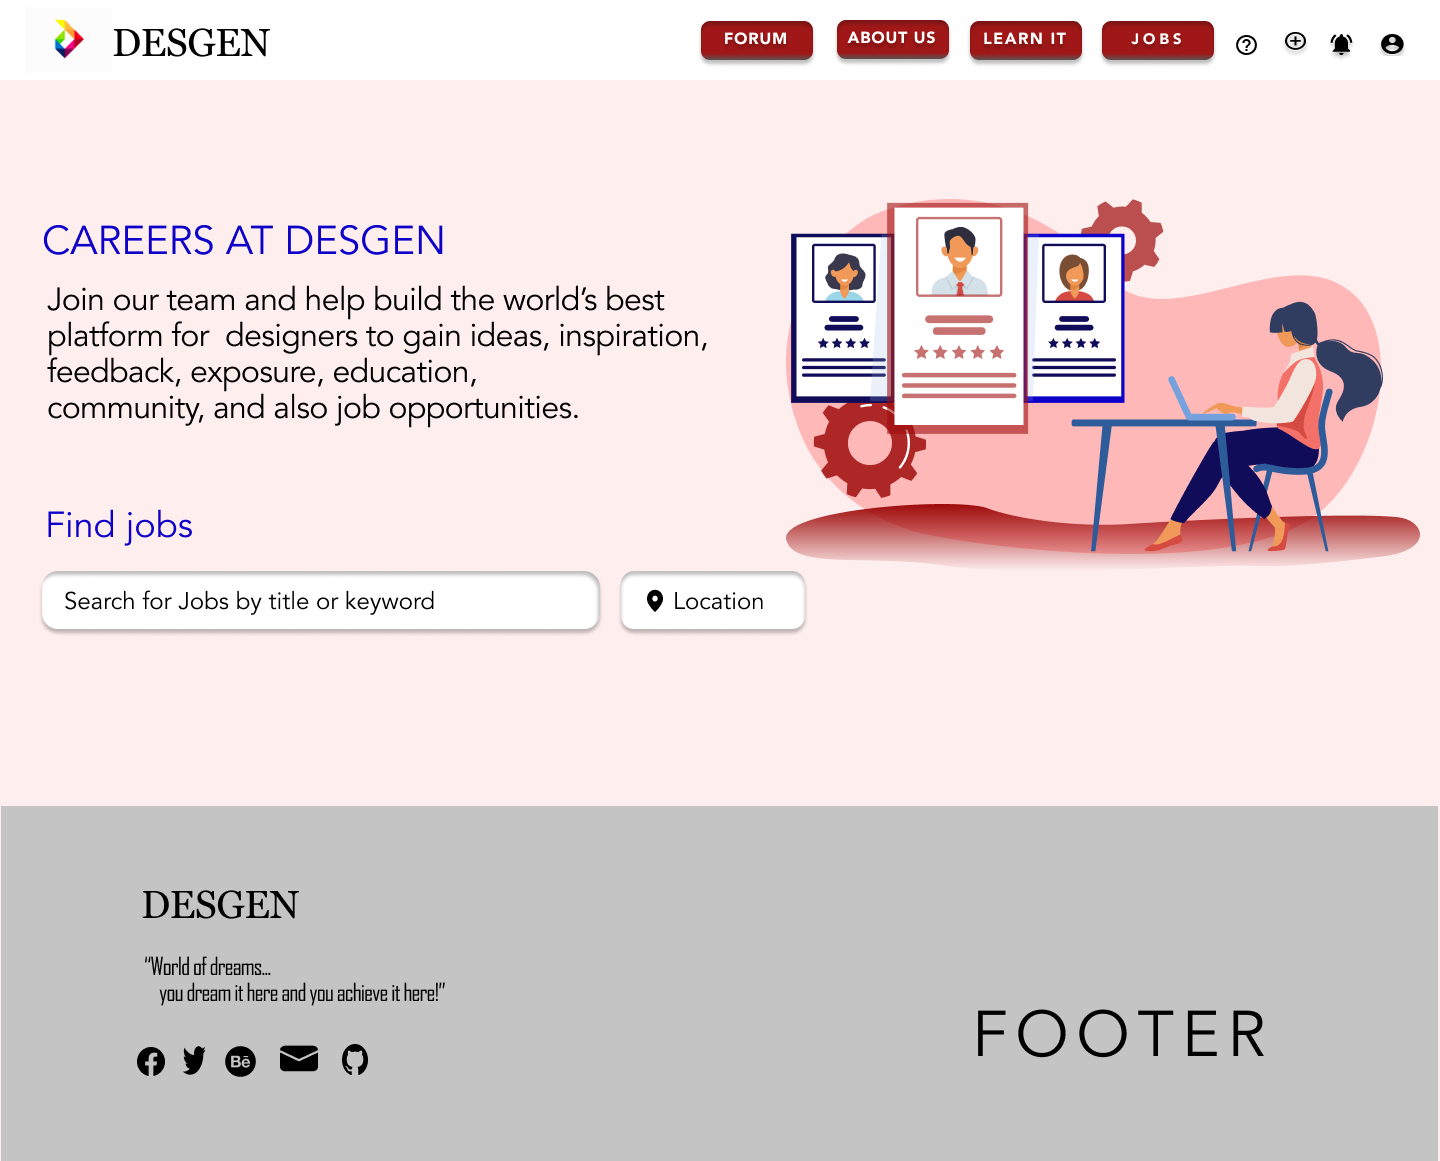 DESGEN
FORUM
ABOUT US
LEARN IT
JOBS
CAREERS AT DESGEN
Join our team and help build the world’s best
platform for  designers to gain ideas, inspiration,
feedback, exposure, education,
community, and also job opportunities.
Find jobs
Search for Jobs by title or keyword
Location
DESGEN
“World of dreams...
you dream it here and you achieve it here!”
Bē
FOOTER